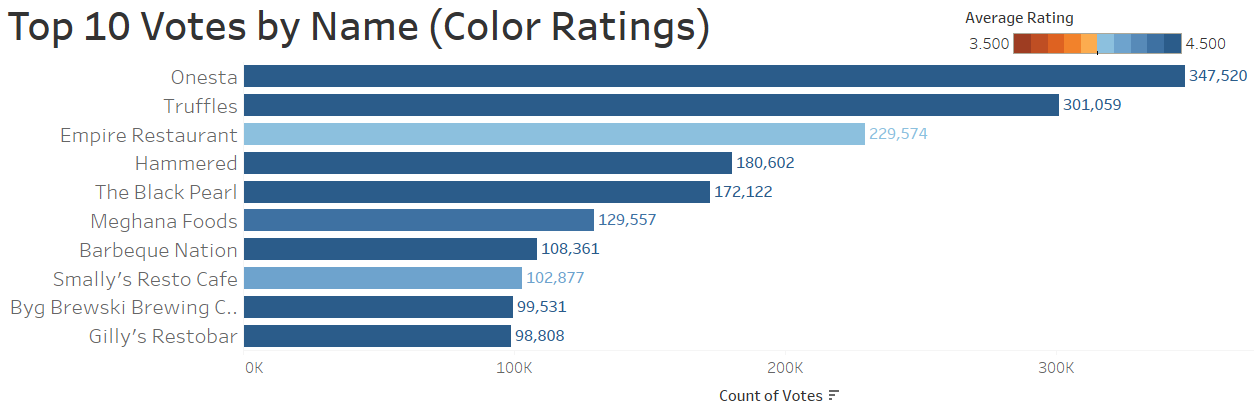 Top 10 Votes by Name (Color Ratings)
Average Rating
3.500 4.500
Onesta 347,520
Truffles 301,059
Empire Restaurant 229,574
Hammered 180,602
The Black Pearl 172,122
Meghana Foods 129,557
Barbeque Nation 108,361
Smally's Resto Cafe 102,877
Byg Brewski Brewing C.. 99,531
Gilly's Restobar 98,808
0K 100K 200K 300K
Count of Votes